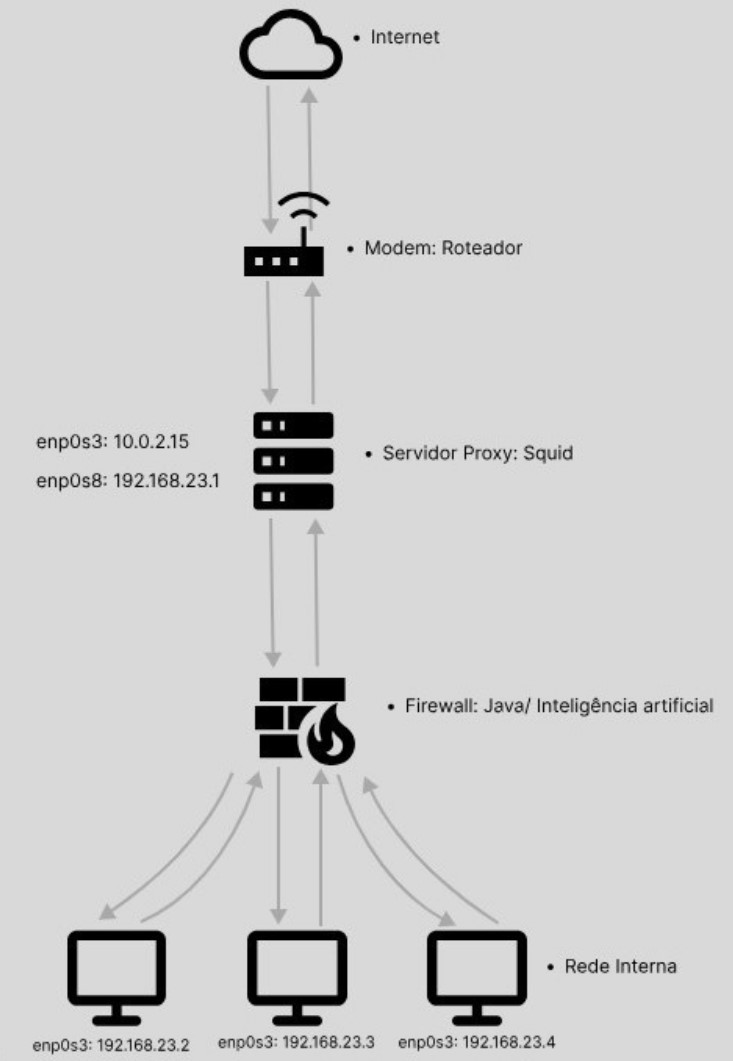 • Internet
• Modem: Roteador
enp0s3: 10.0.2.15
enp0s8: 192.168.23.1
• Servidor Proxy: Squid
• Firewall: Java/ Inteligência artificial
• Rede Interna
enp0s3: 192.168.23.2
enp0s3: 192.168.23.3
enp0s3: 192.168.23.4